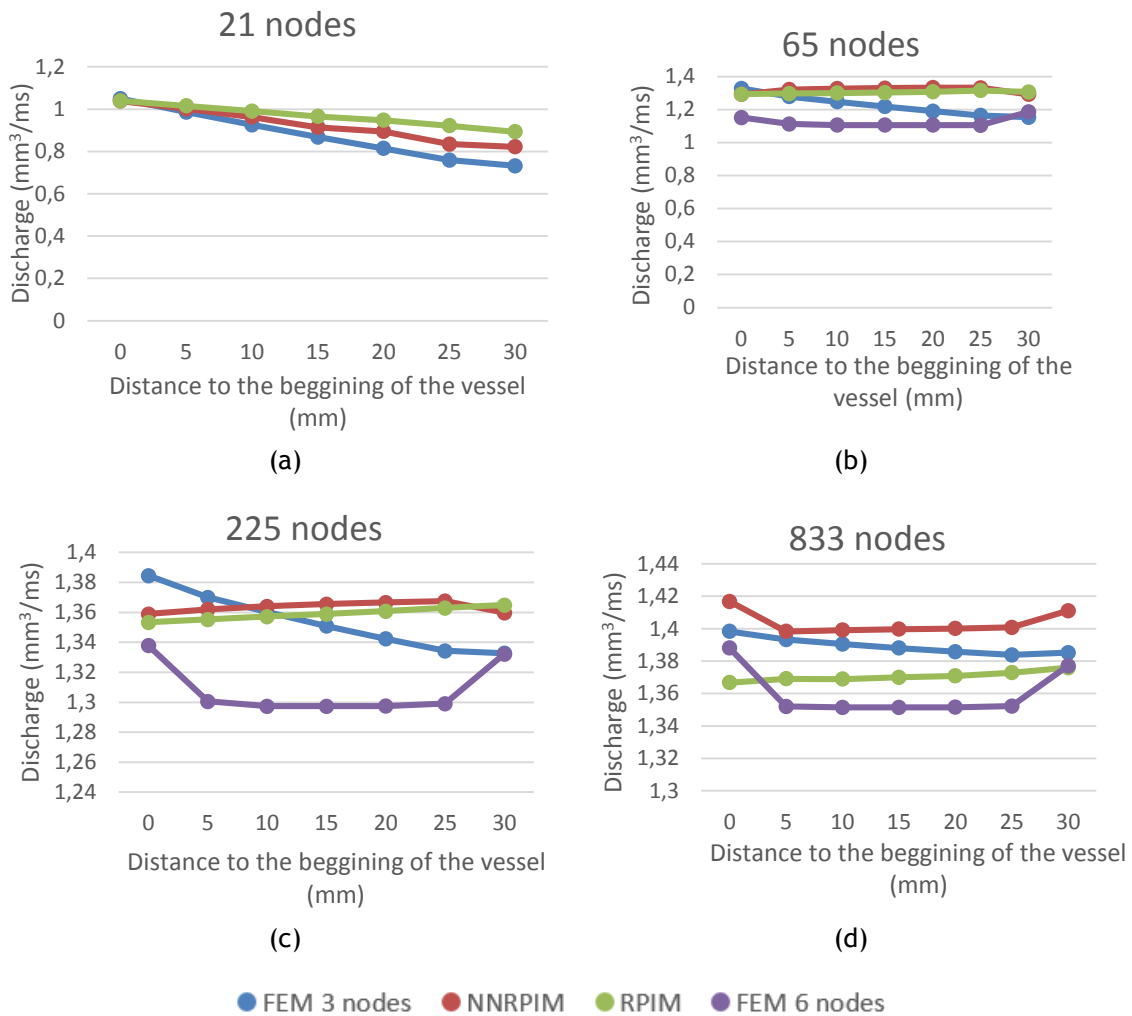 21 nodes
Discharge (mm³/ms)
1,2
1
0,8
0,6
0,4
0,2
0
0 5 10 15 20 25 30
Distance to the beggining of the vessel
(mm)
(a)
65 nodes
Discharge (mm³/ms)
1,4
1,2
1
0,8
0,6
0,4
0,2
0
0 5 10 15 20 25 30
Distance to the beggining of the
vessel (mm)
(b)
225 nodes
Discharge (mm³/ms)
1,4
1,38
1,36
1,34
1,32
1,3
1,28
1,26
1,24
0 5 10 15 20 25 30
Distance to the beggining of the vessel
(mm)
(c)
833 nodes
Discharge (mm³/ms)
1,44
1,42
1,4
1,38
1,36
1,34
1,32
1,3
0 5 10 15 20 25 30
Distance to the beggining of the vessel
(mm)
(d)
FEM 3 nodes NNRPIM RPIM FEM 6 nodes